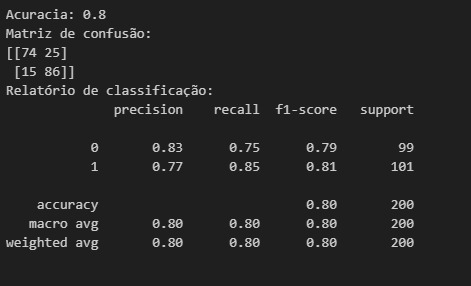 Acuracia: 0.8
Matriz de confusão:
[[74 25]
 [15 86]]
Relatório de classificação:
              precision    recall  f1-score   support

           0       0.83      0.75      0.79        99
           1       0.77      0.85      0.81       101

    accuracy                           0.80       200
   macro avg       0.80      0.80      0.80       200
weighted avg       0.80      0.80      0.80       200